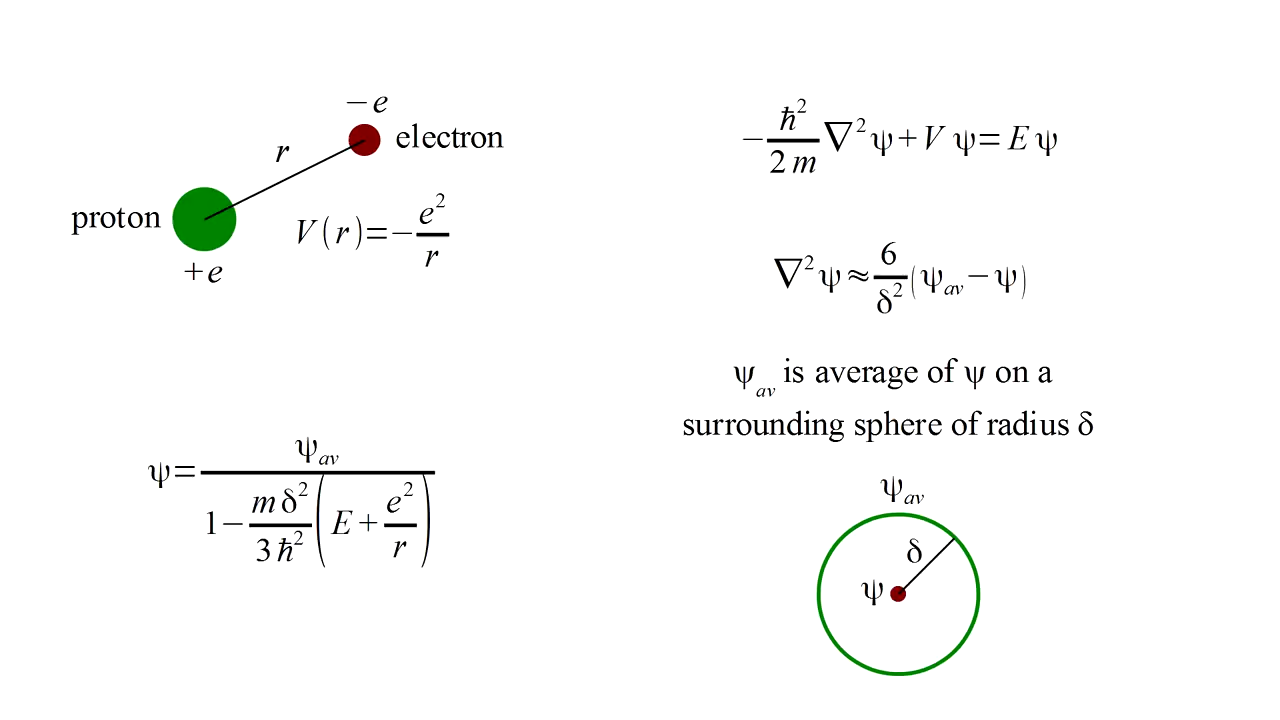 −e
electron
r
proton
+e
V(r)=−e²/r
ψ=ψ_av/(1−(mδ²/3ħ²)(E+e²/r))
−(ħ²/2m)∇²ψ+Vψ=Eψ
∇²ψ≈(6/δ²)(ψ_av−ψ)
ψ_av is average of ψ on a
surrounding sphere of radius δ
ψ_av
δ
ψ